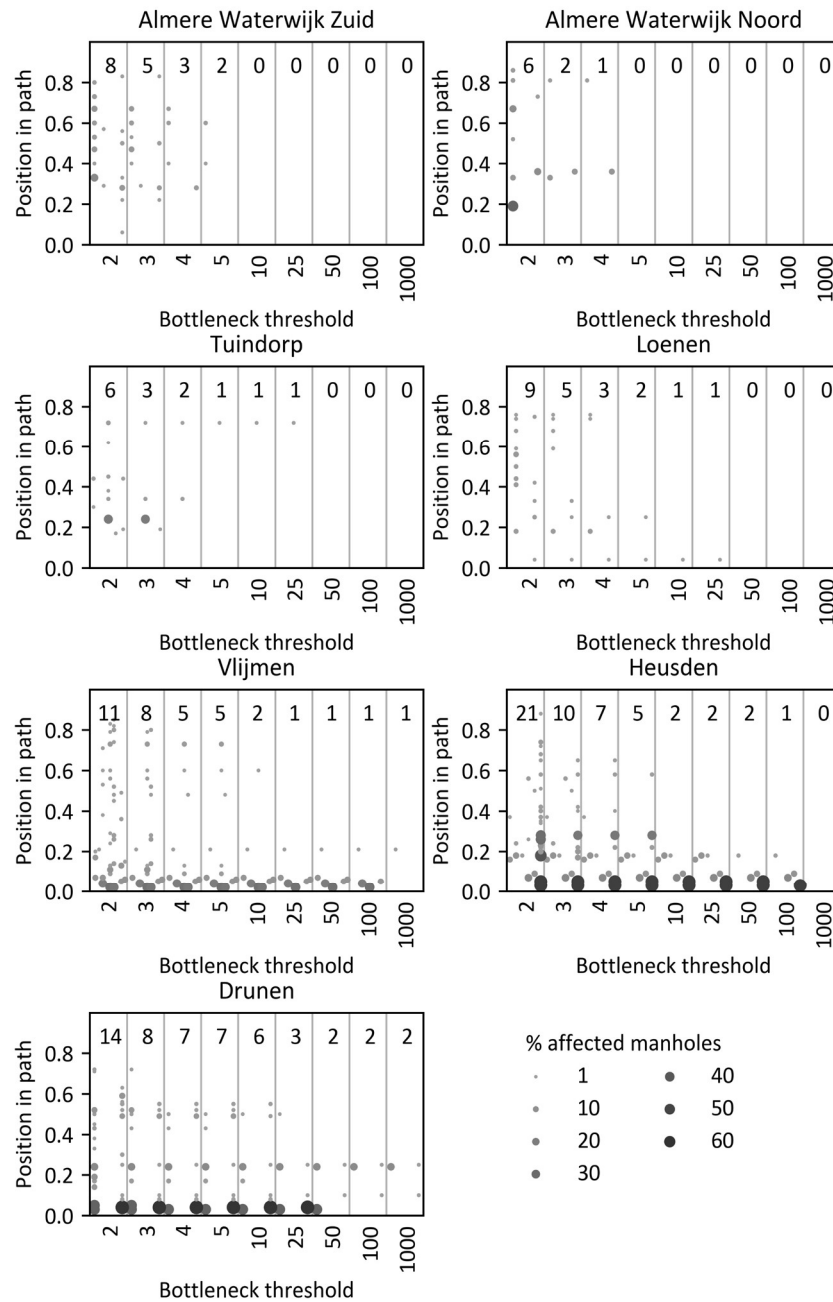 Almere Waterwijk Zuid
8 5 3 2 0 0 0 0 0
Position in path
0.8
0.6
0.4
0.2
0.0
2 3 4 5 10 25 50 100 1000
Bottleneck threshold
Almere Waterwijk Noord
6 2 1 0 0 0 0 0 0
Position in path
0.8
0.6
0.4
0.2
0.0
2 3 4 5 10 25 50 100 1000
Bottleneck threshold
Tuindorp
6 3 2 1 1 1 0 0 0
Position in path
0.8
0.6
0.4
0.2
0.0
2 3 4 5 10 25 50 100 1000
Bottleneck threshold
Loenen
9 5 3 2 1 1 0 0 0
Position in path
0.8
0.6
0.4
0.2
0.0
2 3 4 5 10 25 50 100 1000
Bottleneck threshold
Vlijmen
11 8 5 5 2 1 1 1 1
Position in path
0.8
0.6
0.4
0.2
0.0
2 3 4 5 10 25 50 100 1000
Bottleneck threshold
Heusden
21 10 7 5 2 2 2 1 0
Position in path
0.8
0.6
0.4
0.2
0.0
2 3 4 5 10 25 50 100 1000
Bottleneck threshold
Drunen
14 8 7 7 6 3 2 2 2
Position in path
0.8
0.6
0.4
0.2
0.0
2 3 4 5 10 25 50 100 1000
Bottleneck threshold
% affected manholes
1
10
20
30
40
50
60